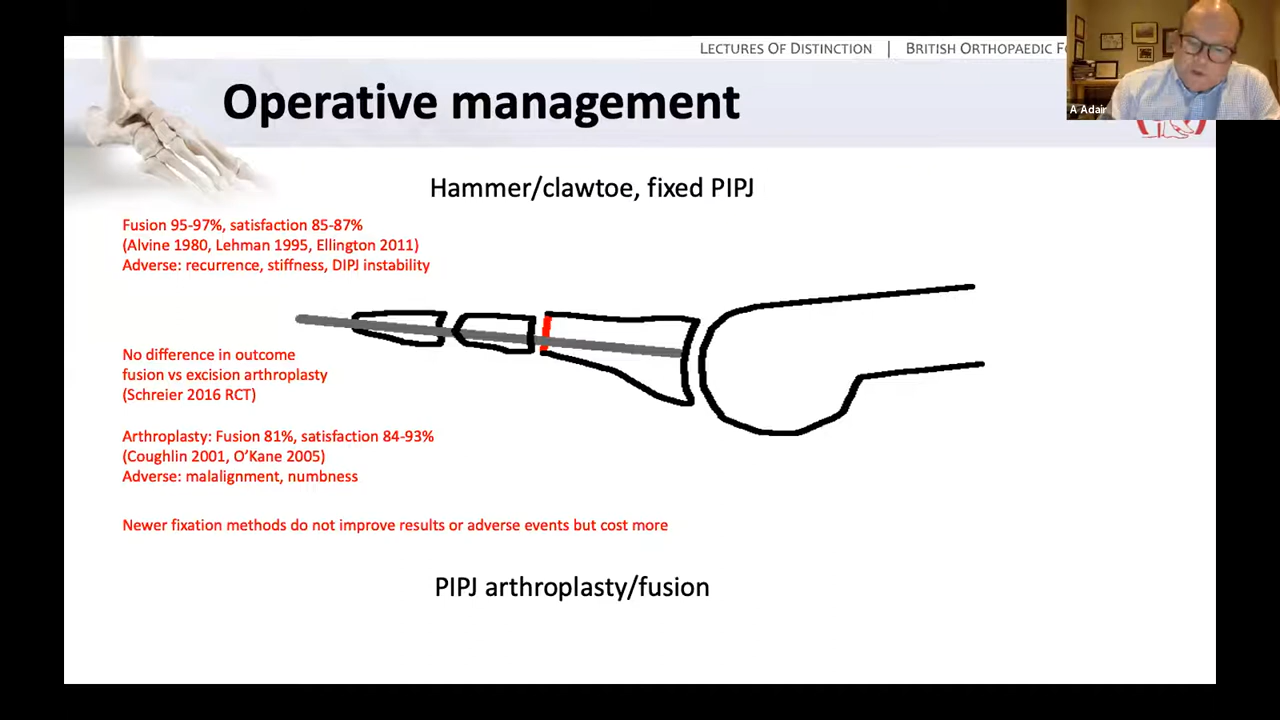 LECTURES OF DISTINCTION | BRITISH ORTHOPAEDIC
A Adair
Operative management
Hammer/clawtoe, fixed PIPJ
Fusion 95-97%, satisfaction 85-87%
(Alvine 1980, Lehman 1995, Ellington 2011)
Adverse: recurrence, stiffness, DIPJ instability
No difference in outcome
fusion vs excision arthroplasty
(Schreier 2016 RCT)
Arthroplasty: Fusion 81%, satisfaction 84-93%
(Coughlin 2001, O'Kane 2005)
Adverse: malalignment, numbness
Newer fixation methods do not improve results or adverse events but cost more
PIPJ arthroplasty/fusion